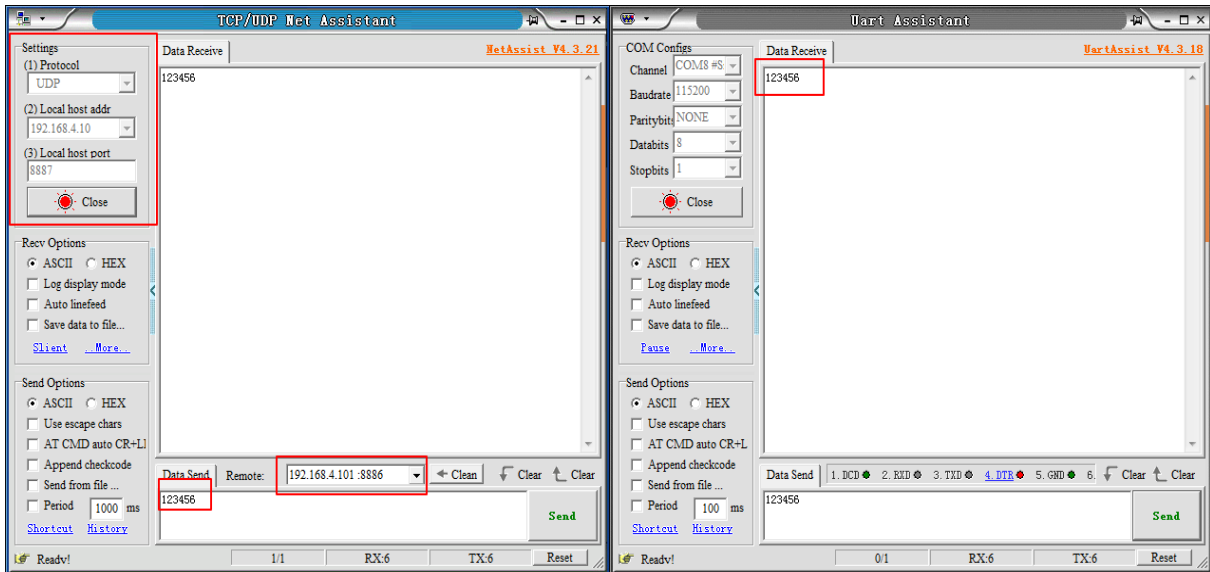 TCP/UDP Net Assistant
Settings
(1) Protocol
UDP
(2) Local host addr
192.168.4.10
(3) Local host port
8887
Close
Recv Options
ASCII HEX
Log display mode
Auto linefeed
Save data to file...
Slient ..More..
Send Options
ASCII HEX
Use escape chars
AT CMD auto CR+LI
Append checkcode
Send from file ...
Period 1000 ms
Shortcut History
Data Receive
NetAssist V4.3.21
123456
Data Send Remote: 192.168.4.101 :8886 Clean Clear Clear
123456
Send
Ready! 1/1 RX:6 TX:6 Reset
Uart Assistant
COM Configs
Channel COM8 #S
Baudrate 115200
Paritybits NONE
Databits 8
Stopbits 1
Close
Recv Options
ASCII HEX
Log display mode
Auto linefeed
Save data to file...
Pause ..More..
Send Options
ASCII HEX
Use escape chars
AT CMD auto CR+L
Append checkcode
Send from file ...
Period 100 ms
Shortcut History
Data Receive
UartAssist V4.3.18
123456
Data Send 1. DCD 2. RXD 3. TXD 4. DTR 5. GND 6. Clear Clear
123456
Send
Ready! 0/1 RX:6 TX:6 Reset